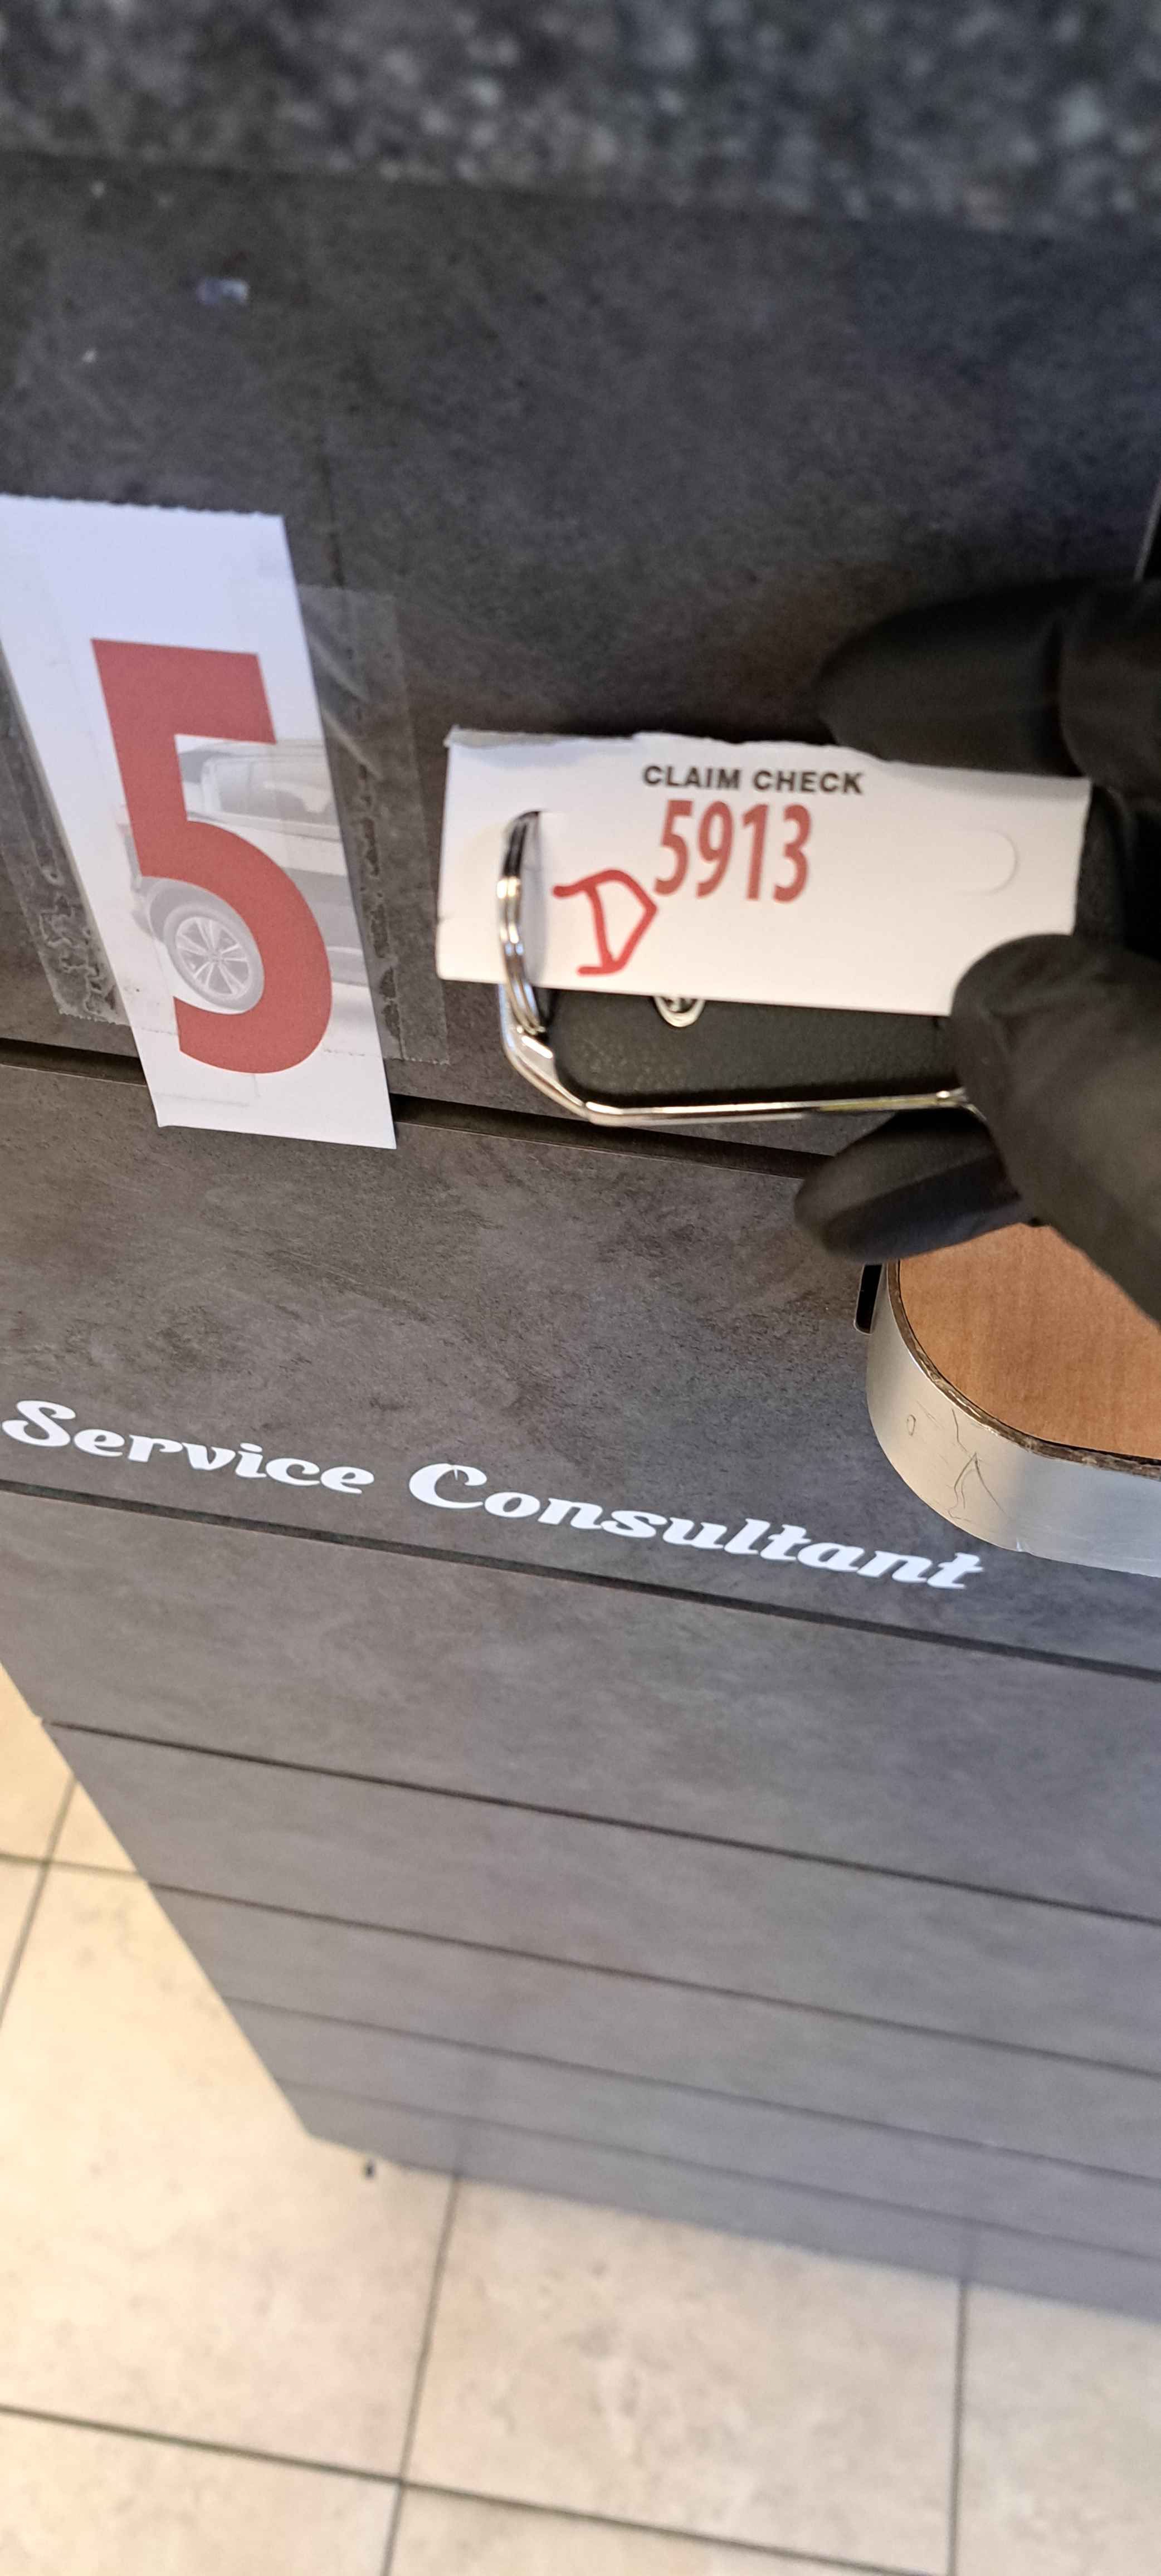 5
CLAIM CHECK
5913
D
Service Consultant